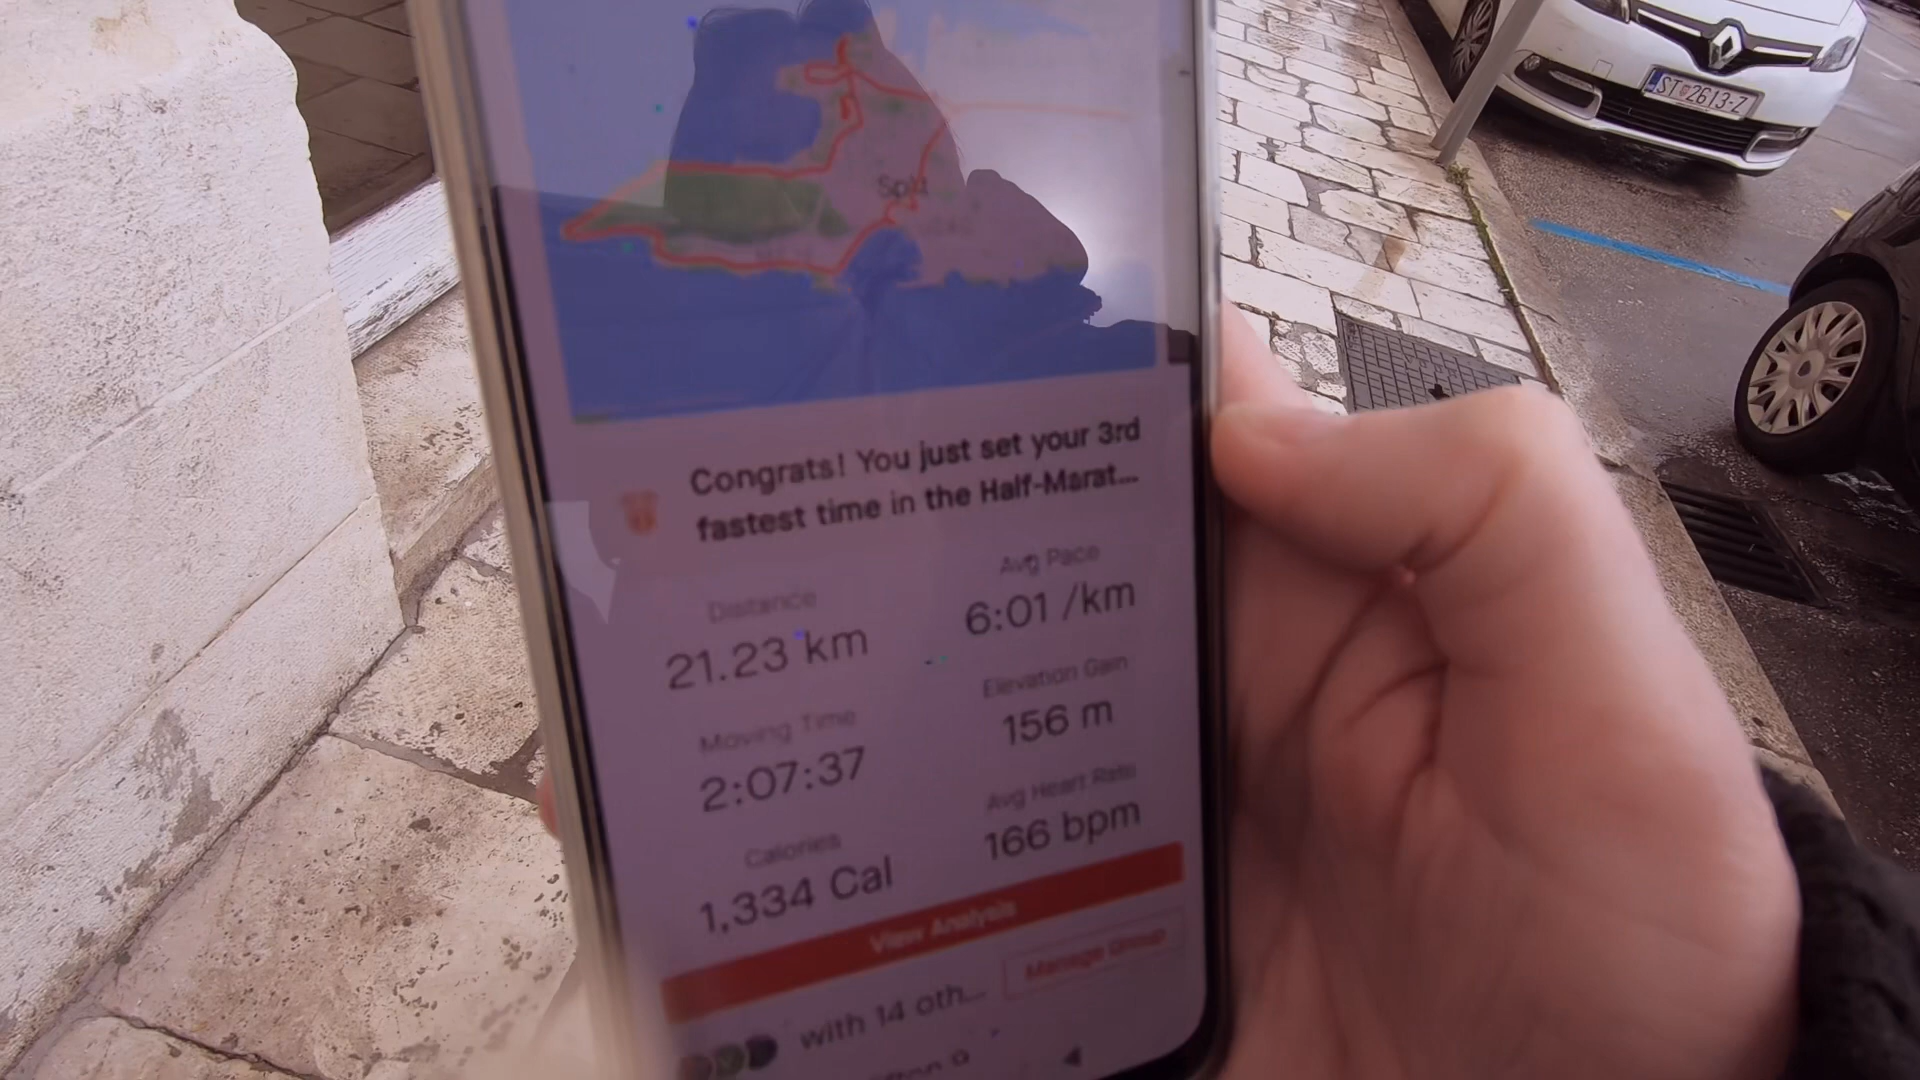 ST 2613-Z
Split
Congrats! You just set your 3rd
fastest time in the Half-Marat...
Distance
21.23 km
Avg Pace
6:01 /km
Moving Time
2:07:37
Elevation Gain
156 m
Calories
1,334 Cal
Avg Heart Rate
166 bpm
View Analysis
with 14 oth...
Manage Group